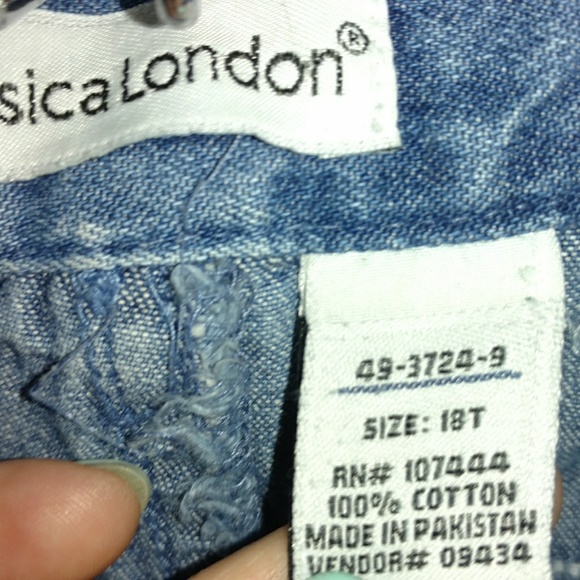 sicaLondon®
49-3724-9
SIZE: 18T
RN# 107444
100% COTTON
MADE IN PAKISTAN
VENDOR# 09434